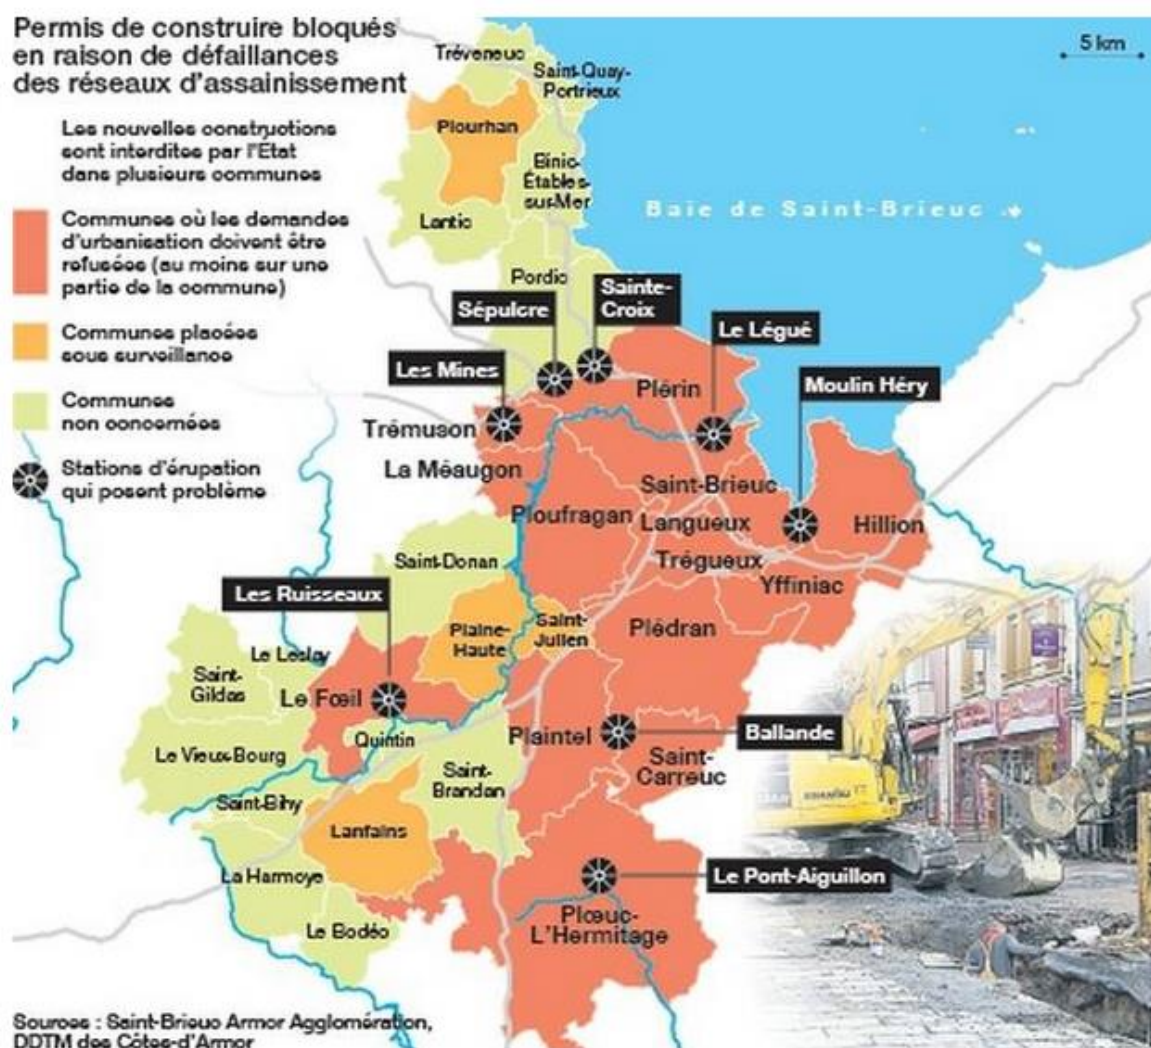 Permis de construire bloqués
en raison de défaillances
des réseaux d'assainissement
Les nouvelles constructions
sont interdites par l'État
dans plusieurs communes
Communes où les demandes
d'urbanisation doivent être
refusées (au moins sur une
partie de la commune)
Communes placées
sous surveillance
Communes
non concernées
Stations d'érupation
qui posent problème
5 km
Tréveneuc
Saint-Quay-
Portrieux
Plourhan
Binic-
Étables-
sur-Mer
Lantic
Baie de Saint-Brieuc
Pordic
Sépulcre
Sainte-
Croix
Le Légué
Les Mines
Plérin
Moulin Héry
Trémuson
La Méaugon
Saint-Brieuc
Ploufragan
Langueux
Hillion
Trégueux
Yffiniac
Saint-Donan
Les Ruisseaux
Plaine-
Haute
Saint-
Julien
Plédran
Le Leslay
Saint-
Gildas
Le Fœil
Quintin
Plaintel
Ballande
Saint-
Carreuc
Le Vieux-Bourg
Saint-
Brandan
Saint-Bihy
Lanfains
La Harmoye
Le Pont-Aiguillon
Le Bodéo
Plœuc-
L'Hermitage
KOMATSU
Sources : Saint-Brieuc Armor Agglomération,
DDTM des Côtes-d'Armor